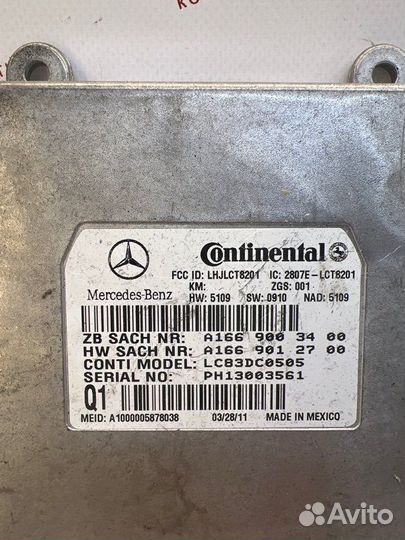 Continental
FCC ID: LHJLCT8201 IC: 2807E-LCT8201
Mercedes-Benz
KM: ZGS: 001
HW: 5109 SW: 0910 NAD: 5109
ZB SACH NR: A166 900 34 00
HW SACH NR: A166 901 27 00
CONTI MODEL: LCB3DC0505
SERIAL NO: PH13003561
Q1
MEID: A1000005878038 03/28/11 MADE IN MEXICO
Avito